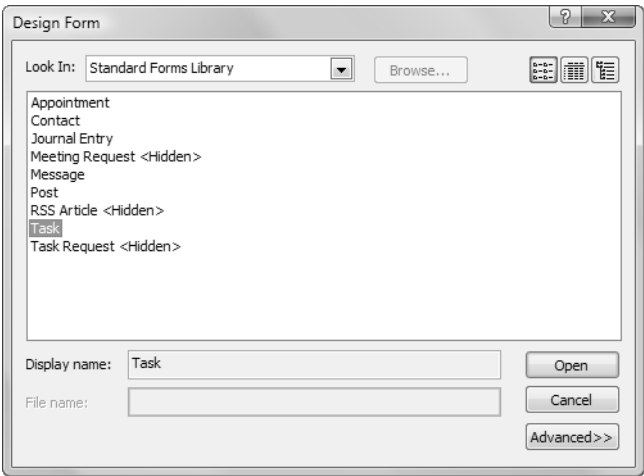 Design Form
Look In: Standard Forms Library Browse...
Appointment
Contact
Journal Entry
Meeting Request <Hidden>
Message
Post
RSS Article <Hidden>
Task
Task Request <Hidden>
Display name: Task Open
File name: Cancel
Advanced>>